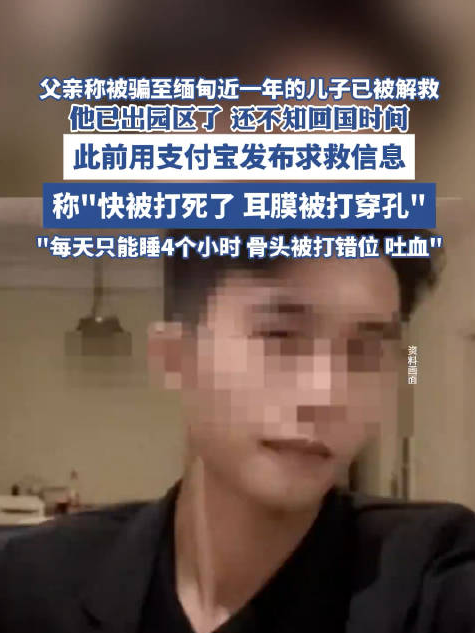 父亲称被骗至缅甸近一年的儿子已被解救
他已出园区了 还不知回国时间
此前用支付宝发布求救信息
称"快被打死了 耳膜被打穿孔"
"每天只能睡4个小时 骨头被打错位 吐血"
资料画面